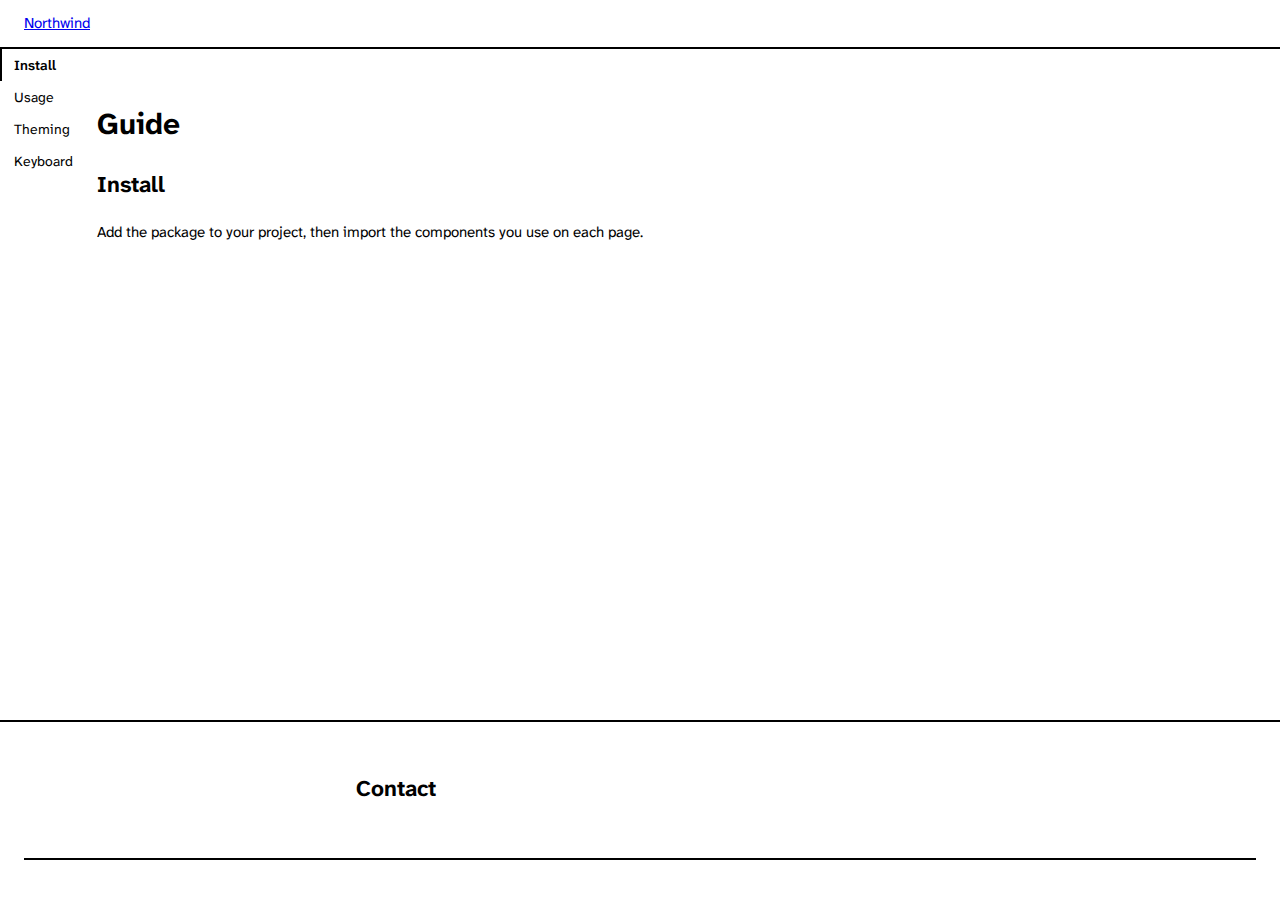 Northwind
Install
Usage
Theming
Keyboard
Guide
Install
Add the package to your project, then import the components you use on each page.
Contact